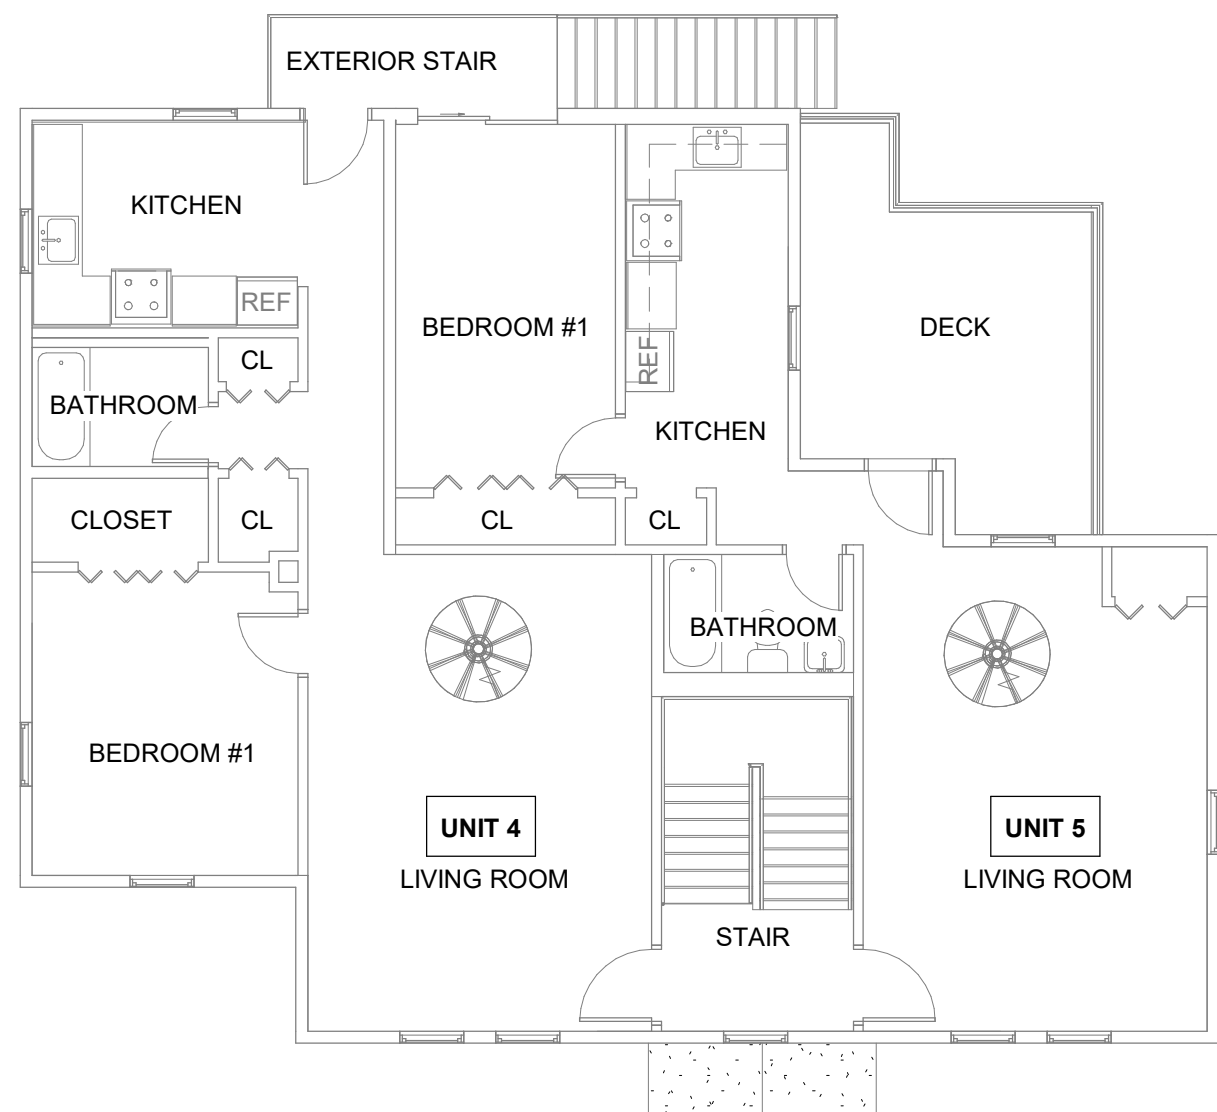 EXTERIOR STAIR
KITCHEN
REF
BEDROOM #1
REF
DECK
CL
BATHROOM
KITCHEN
CLOSET
CL
CL
CL
BATHROOM
BEDROOM #1
UNIT 4
LIVING ROOM
UNIT 5
LIVING ROOM
STAIR